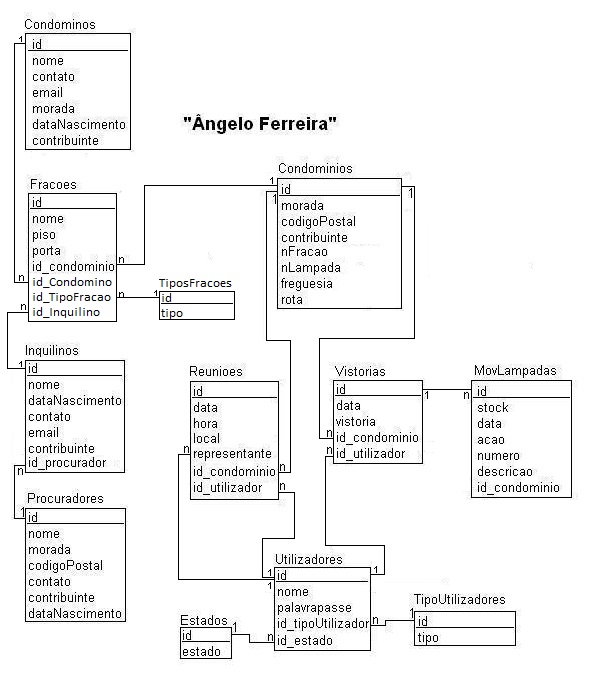 Condominos
1
id
nome
contato
email
morada
dataNascimento
contribuinte
"Ângelo Ferreira"
Fracoes
id
nome
piso
porta
id_condominio
n
id_Condomino
n
id_TipoFracao
n
id_Inquilino
n
TiposFracoes
1
id
tipo
Condominios
1
id
1
1
morada
codigoPostal
contribuinte
nFracao
nLampada
freguesia
rota
Inquilinos
1
id
nome
dataNascimento
contato
email
contribuinte
id_procurador
n
Procuradores
1
id
nome
morada
codigoPostal
contato
contribuinte
dataNascimento
Reunioes
id
data
hora
local
n
representante
id_condominio
n
id_utilizador
n
Vistorias
id
1
data
vistoria
n
id_condominio
n
id_utilizador
MovLampadas
n
id
stock
data
acao
numero
descricao
id_condominio
Utilizadores
1
id
1
1
nome
palavrapasse
id_tipoUtilizador
n
n
id_estado
TipoUtilizadores
1
id
tipo
Estados
id
1
estado